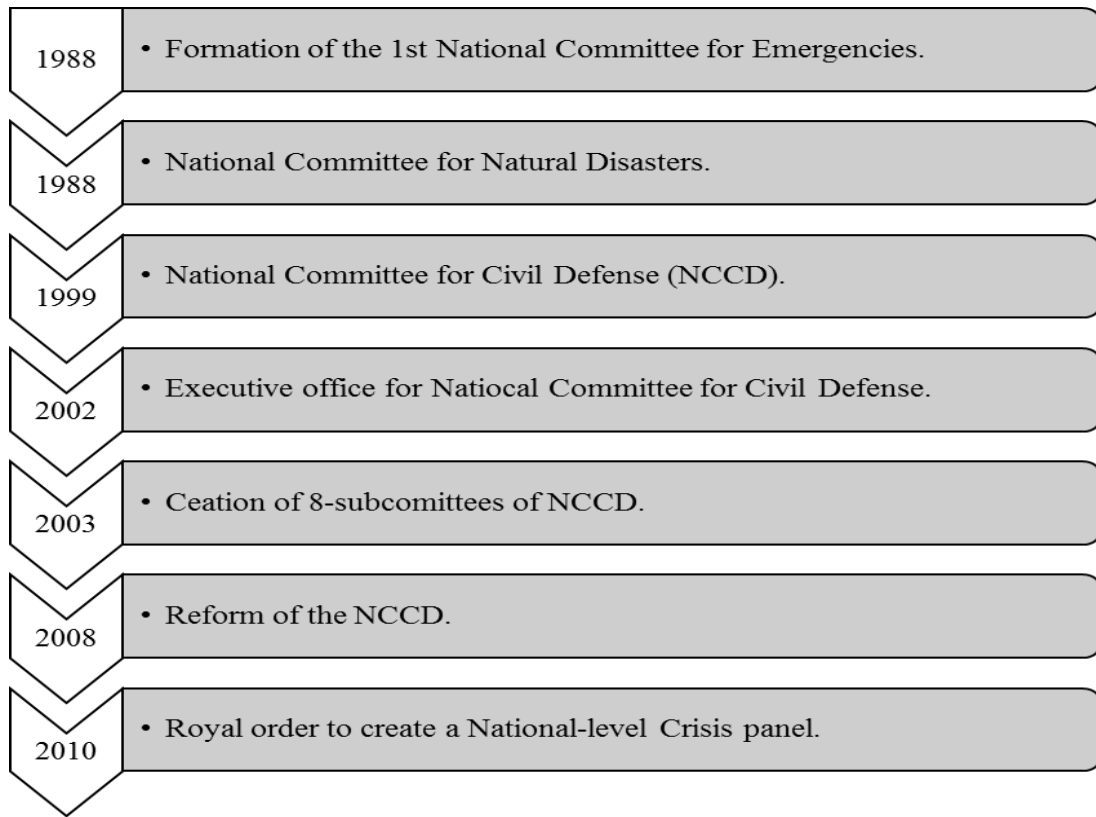 1988
• Formation of the 1st National Committee for Emergencies.
1988
• National Committee for Natural Disasters.
1999
• National Committee for Civil Defense (NCCD).
2002
• Executive office for Natiocal Committee for Civil Defense.
2003
• Ceation of 8-subcomittees of NCCD.
2008
• Reform of the NCCD.
2010
• Royal order to create a National-level Crisis panel.